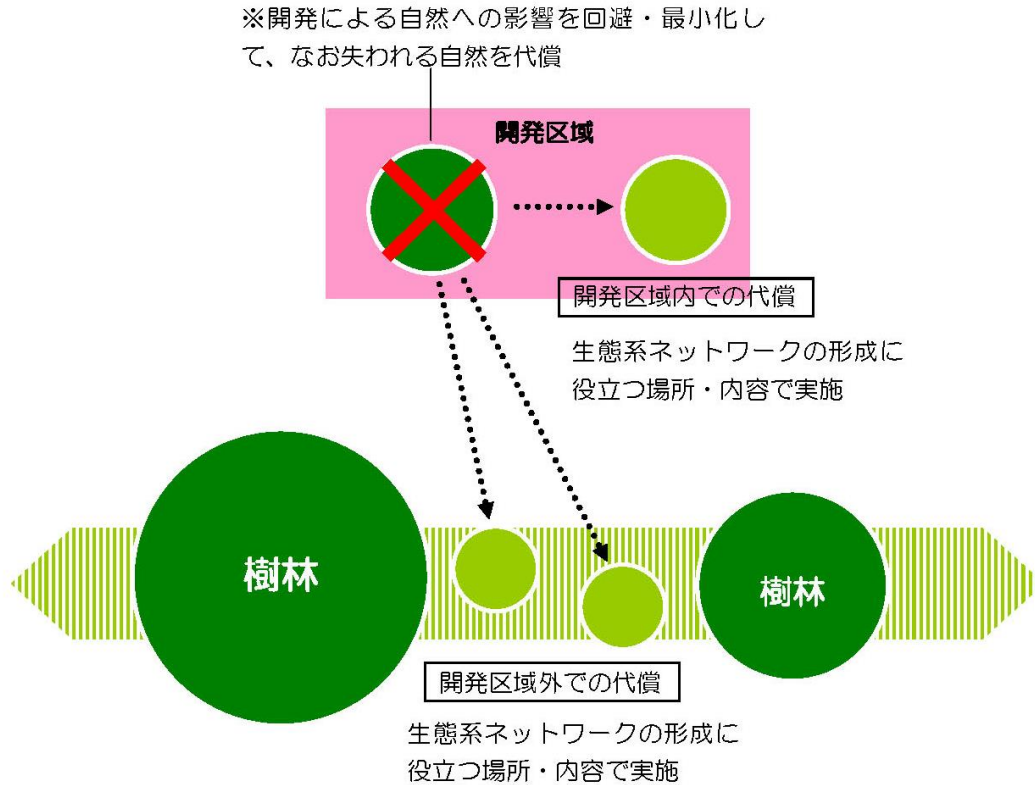 ※開発による自然への影響を回避・最小化し
て、なお失われる自然を代償
開発区域
開発区域内での代償
生態系ネットワークの形成に
役立つ場所・内容で実施
樹林
樹林
開発区域外での代償
生態系ネットワークの形成に
役立つ場所・内容で実施